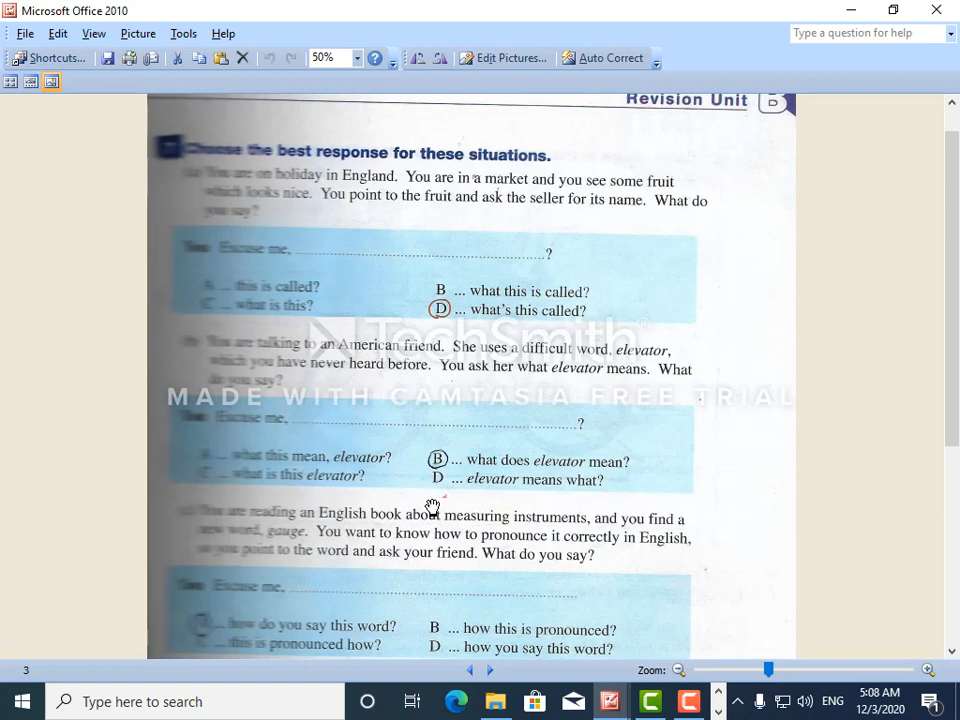 Microsoft Office 2010
File Edit View Picture Tools Help
Type a question for help
Shortcuts... 50% Edit Pictures... Auto Correct
Revision Unit B
Choose the best response for these situations.
You are on holiday in England. You are in a market and you see some fruit
which looks nice. You point to the fruit and ask the seller for its name. What do
you say?
You Excuse me, ............................................................?
A ... this is called? B ... what this is called?
C ... what is this? D ... what's this called?
TechSmith
You are talking to an American friend. She uses a difficult word, elevator,
which you have never heard before. You ask her what elevator means. What
do you say?
MADE WITH CAMTASIA FREE TRIAL
You Excuse me, ............................................................?
A ... what this mean, elevator? B ... what does elevator mean?
C ... what is this elevator? D ... elevator means what?
You are reading an English book about measuring instruments, and you find a
new word, gauge. You want to know how to pronounce it correctly in English,
so you point to the word and ask your friend. What do you say?
You Excuse me, ............................................................
... how do you say this word? B ... how this is pronounced?
... this is pronounced how? D ... how you say this word?
3 Zoom:
Type here to search ENG 5:08 AM
12/3/2020 1